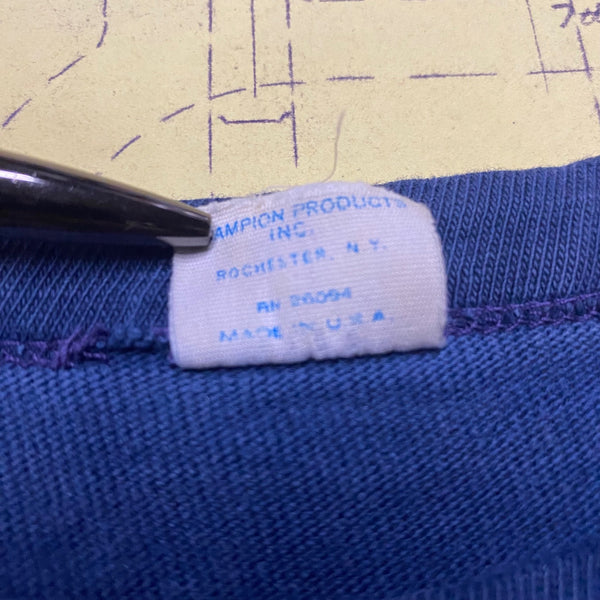 AMPION PRODUCTS
INC.
ROCHESTER, N.Y.
RN 26094
MADE IN U.S.A.